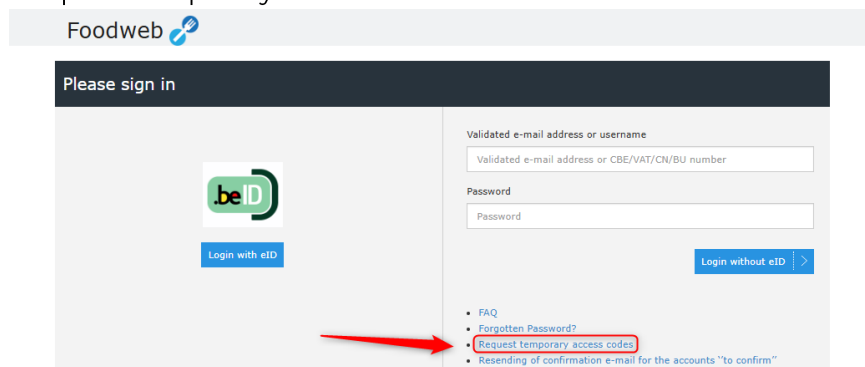 Foodweb
Please sign in
.beID
Login with eID
Validated e-mail address or username
Validated e-mail address or CBE/VAT/CN/BU number
Password
Password
Login without eID
FAQ
Forgotten Password?
Request temporary access codes
Resending of confirmation e-mail for the accounts ''to confirm''